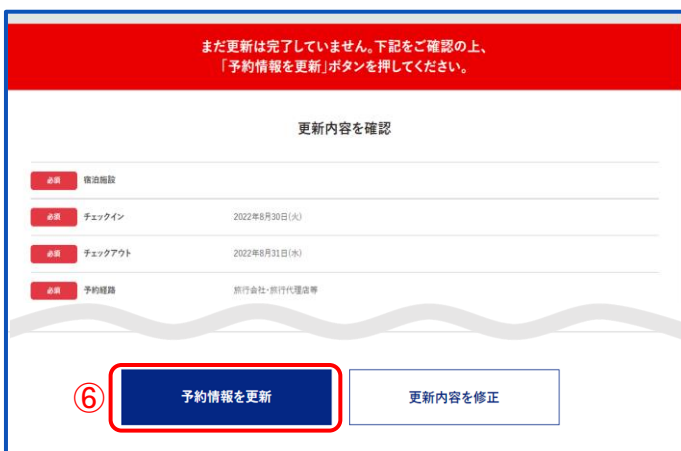 まだ更新は完了していません。下記をご確認の上、
「予約情報を更新」ボタンを押してください。
更新内容を確認
必須 宿泊施設
必須 チェックイン 2022年8月30日(火)
必須 チェックアウト 2022年8月31日(水)
必須 予約経路 旅行会社・旅行代理店等
⑥ 予約情報を更新 更新内容を修正